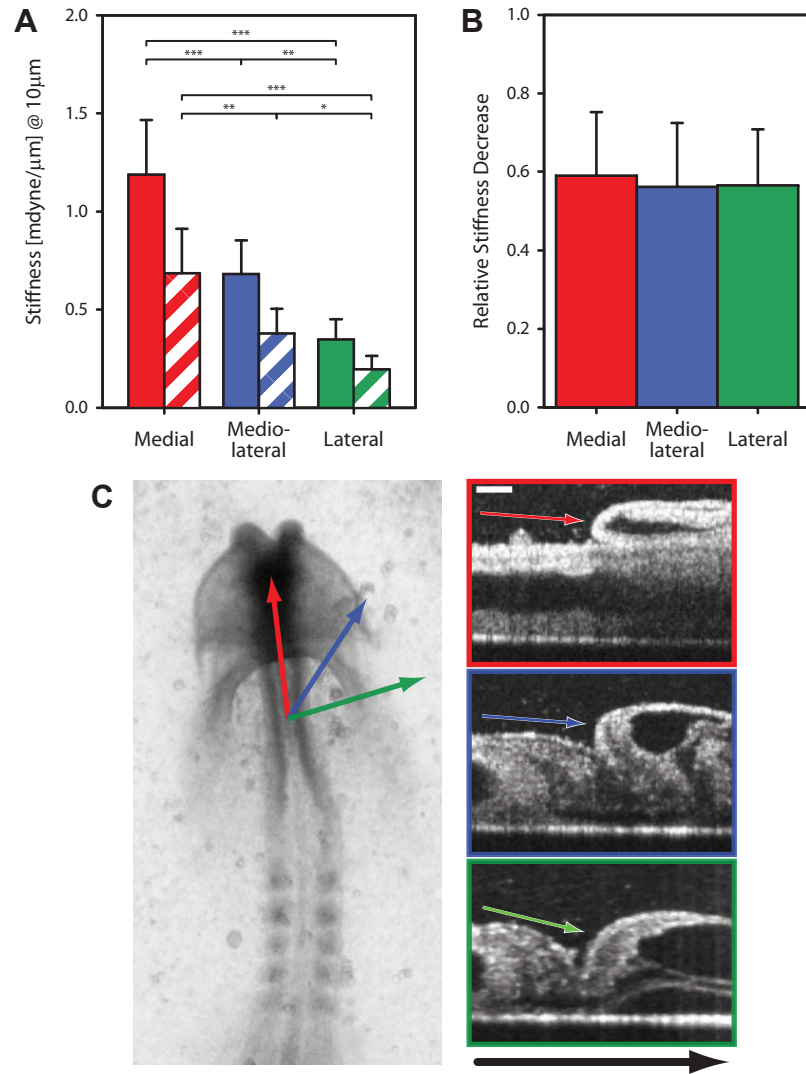 A
2.0
1.5
1.0
0.5
0.0
Stiffness [mdyne/μm] @ 10μm
***
***
**
***
**
*
Medial
Medio-
lateral
Lateral
B
1.0
0.8
0.6
0.4
0.2
0.0
Relative Stiffness Decrease
Medial
Medio-
lateral
Lateral
C